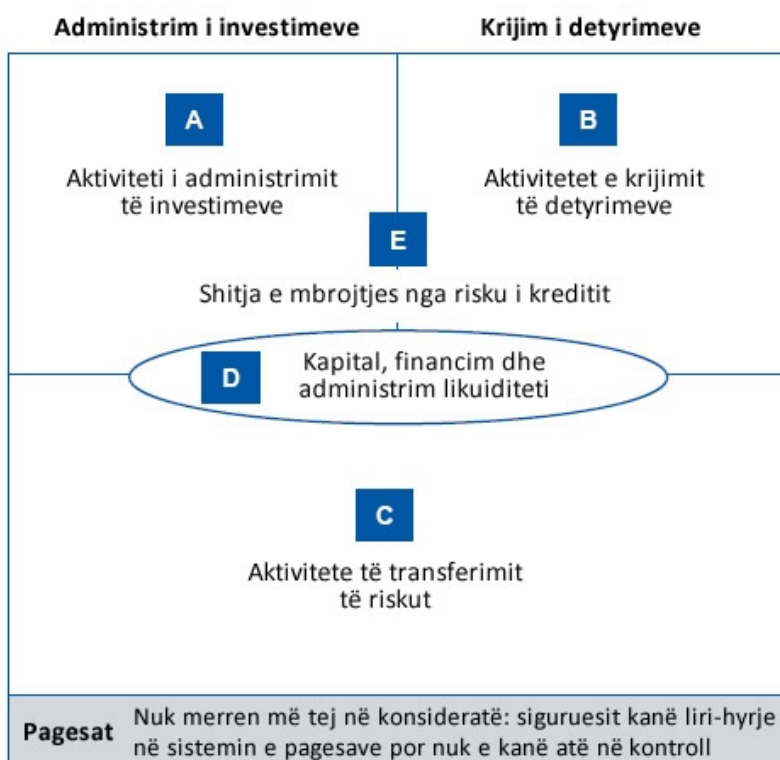 Administrim i investimeve
Krijim i detyrimeve
A
Aktiviteti i administrimit
të investimeve
B
Aktivitetet e krijimit
të detyrimeve
E
Shitja e mbrojtjes nga risku i kreditit
D
Kapital, financim dhe
administrim likuiditeti
C
Aktivitete të transferimit
të riskut
Pagesat
Nuk merren më tej në konsideratë: siguruesit kanë liri-hyrje
në sistemin e pagesave por nuk e kanë atë në kontroll